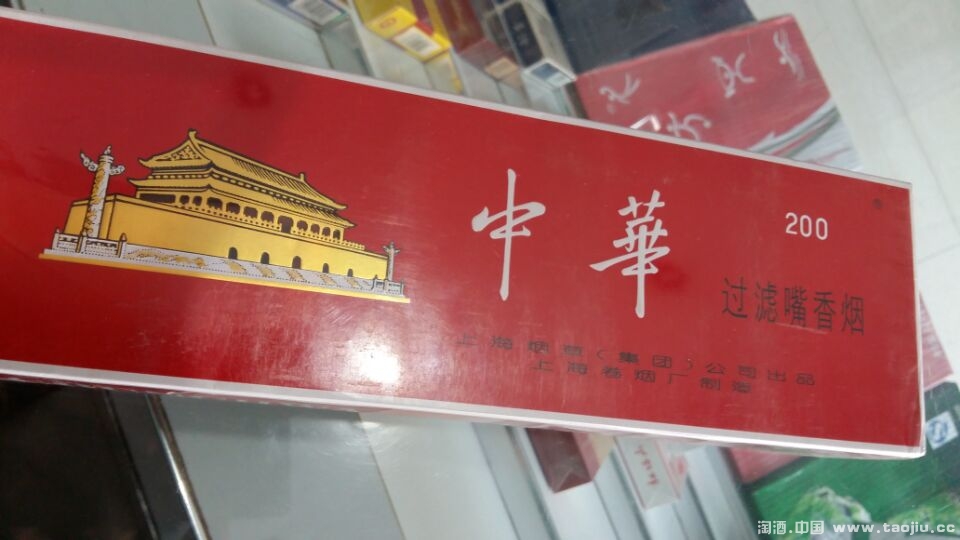 中華
200
过滤嘴香烟
上海烟草(集团)公司出品
上海卷烟厂制造
淘酒.中国 www.taojiu.cc